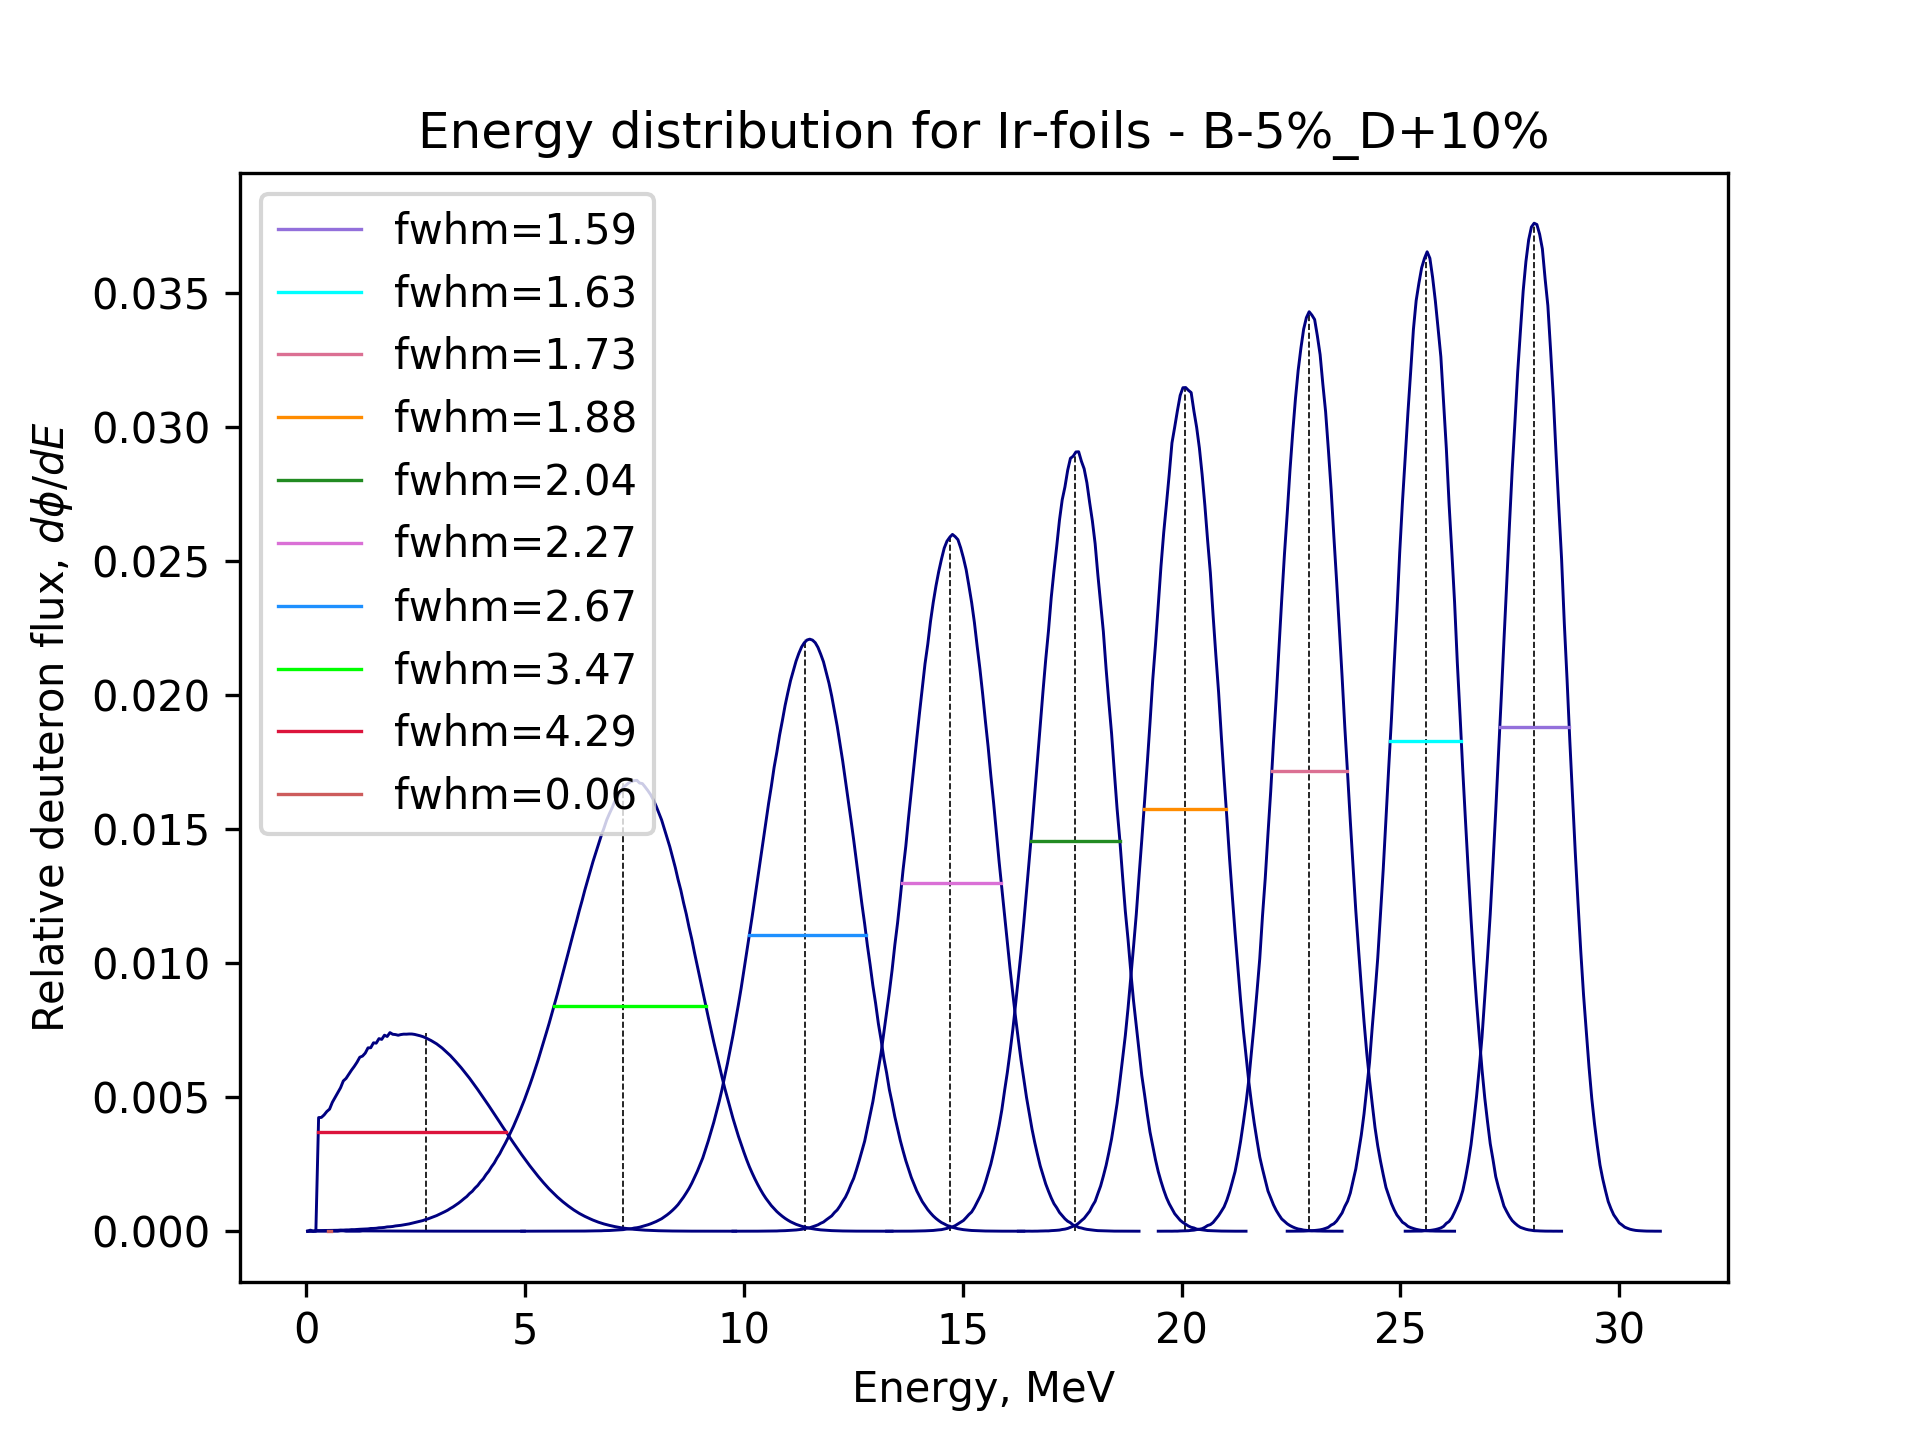 Energy distribution for Ir-foils - B-5%_D+10%
fwhm=1.59
fwhm=1.63
fwhm=1.73
fwhm=1.88
fwhm=2.04
fwhm=2.27
fwhm=2.67
fwhm=3.47
fwhm=4.29
fwhm=0.06
Relative deuteron flux, dϕ/dE
0.035
0.030
0.025
0.020
0.015
0.010
0.005
0.000
0 5 10 15 20 25 30
Energy, MeV